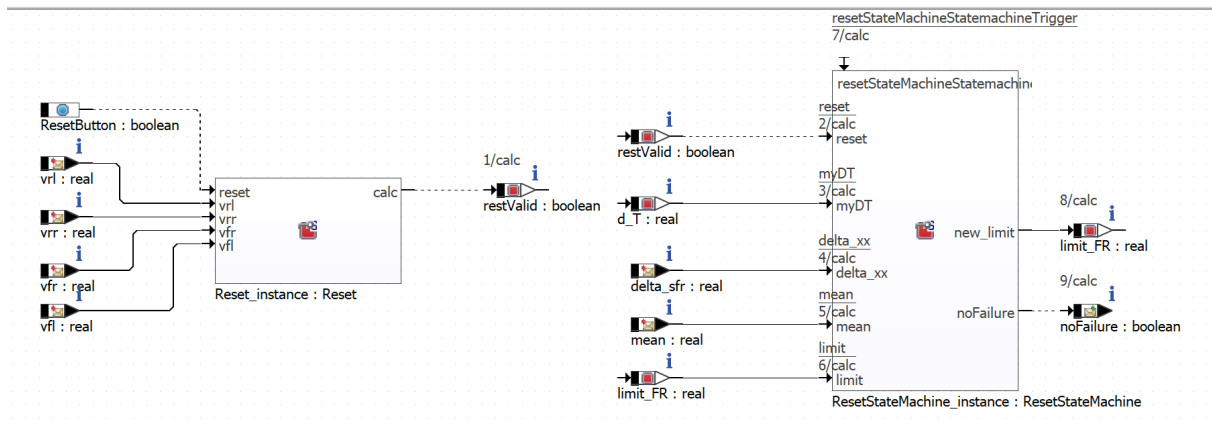 resetStateMachineStatemachineTrigger
7/calc
resetStateMachineStatemachin
ResetButton : boolean
vrl : real
vrr : real
vfr : real
vfl : real
reset
vrl
vrr
vfr
vfl
calc
Reset_instance : Reset
1/calc
restValid : boolean
restValid : boolean
d_T : real
delta_sfr : real
mean : real
limit_FR : real
reset
2/calc
reset
myDT
3/calc
myDT
delta_xx
4/calc
delta_xx
mean
5/calc
mean
limit
6/calc
limit
new_limit
noFailure
ResetStateMachine_instance : ResetStateMachine
8/calc
limit_FR : real
9/calc
noFailure : boolean